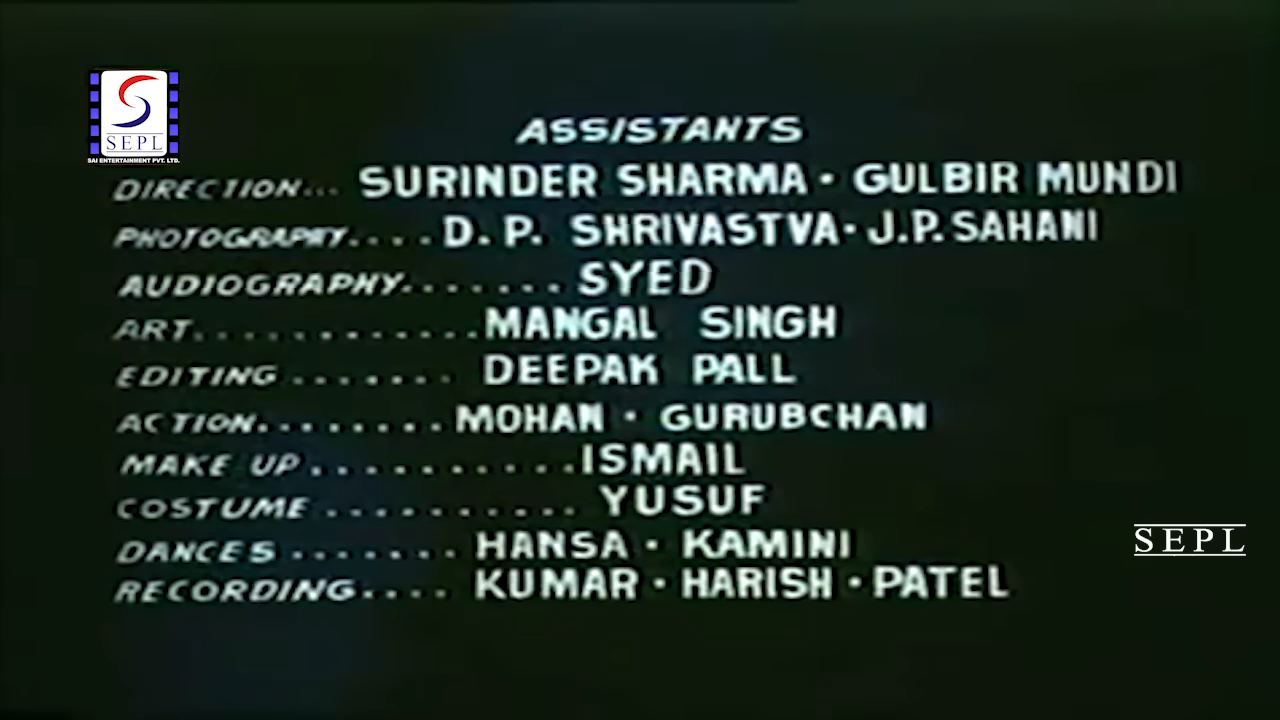 SEPL
SAI ENTERTAINMENT PVT. LTD.
ASSISTANTS
DIRECTION... SURINDER SHARMA · GULBIR MUNDI
PHOTOGRAPHY.... D. P. SHRIVASTVA · J.P. SAHANI
AUDIOGRAPHY....... SYED
ART............. MANGAL SINGH
EDITING ....... DEEPAK PALL
ACTION......... MOHAN · GURUBCHAN
MAKE UP........... ISMAIL
COSTUME .......... YUSUF
DANCES ....... HANSA · KAMINI
RECORDING.... KUMAR · HARISH · PATEL
SEPL